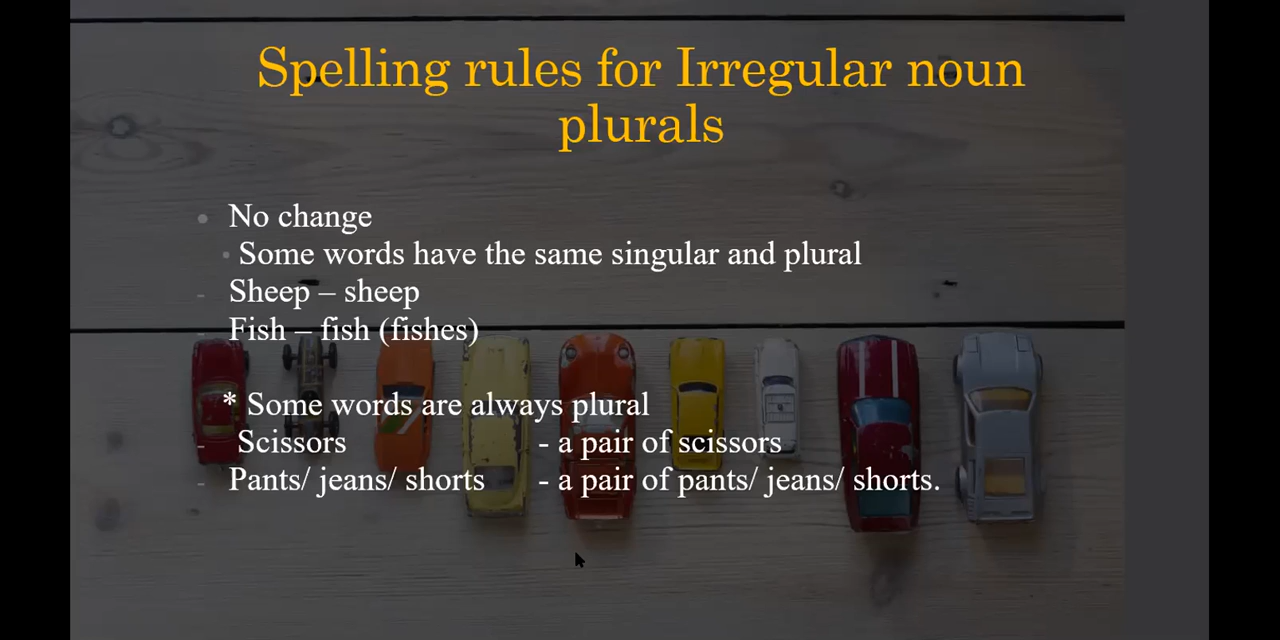 Spelling rules for Irregular noun
plurals
• No change
• Some words have the same singular and plural
- Sheep – sheep
- Fish – fish (fishes)
* Some words are always plural
- Scissors - a pair of scissors
- Pants/ jeans/ shorts - a pair of pants/ jeans/ shorts.